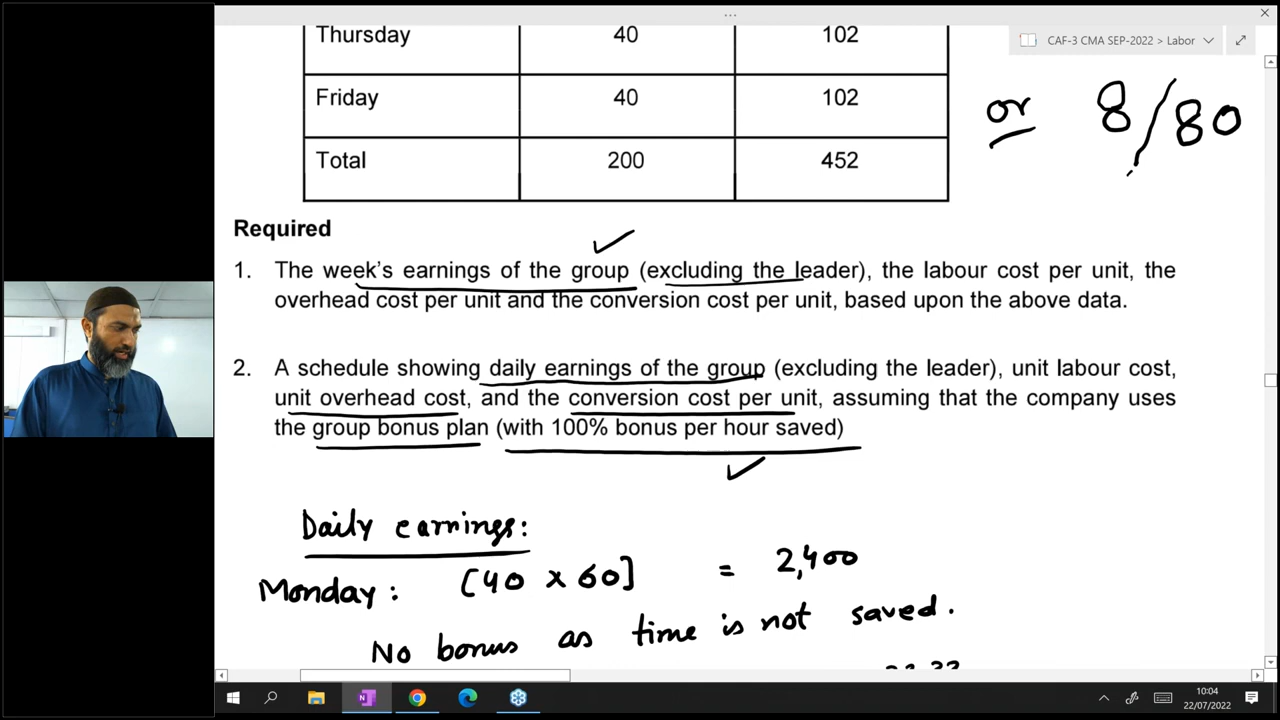 CAF-3 CMA SEP-2022 > Labor
Thursday 40 102
Friday 40 102
Total 200 452
or 8/80
Required
1. The week's earnings of the group (excluding the leader), the labour cost per unit, the
overhead cost per unit and the conversion cost per unit, based upon the above data.
2. A schedule showing daily earnings of the group (excluding the leader), unit labour cost,
unit overhead cost, and the conversion cost per unit, assuming that the company uses
the group bonus plan (with 100% bonus per hour saved)
Daily earnings:
Monday: [40 x 60] = 2,400
No bonus as time is not saved.
10:04
22/07/2022